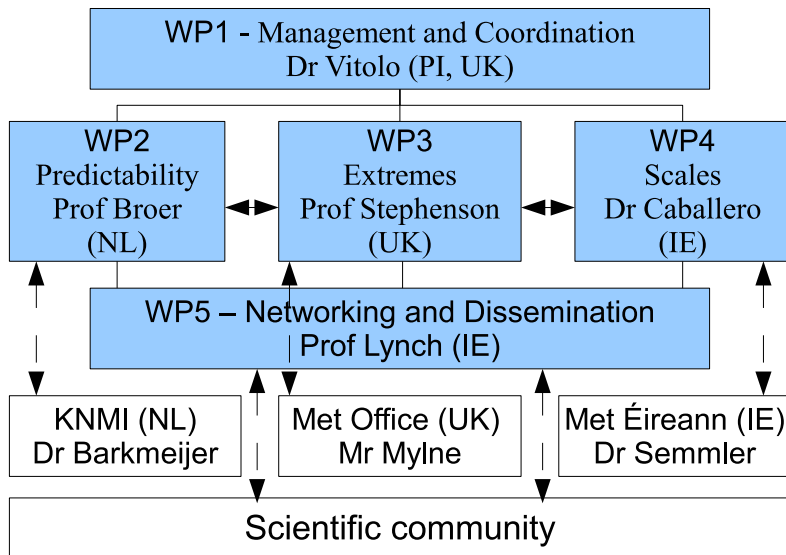 WP1 - Management and Coordination
Dr Vitolo (PI, UK)
WP2
Predictability
Prof Broer
(NL)
WP3
Extremes
Prof Stephenson
(UK)
WP4
Scales
Dr Caballero
(IE)
WP5 – Networking and Dissemination
Prof Lynch (IE)
KNMI (NL)
Dr Barkmeijer
Met Office (UK)
Mr Mylne
Met Éireann (IE)
Dr Semmler
Scientific community